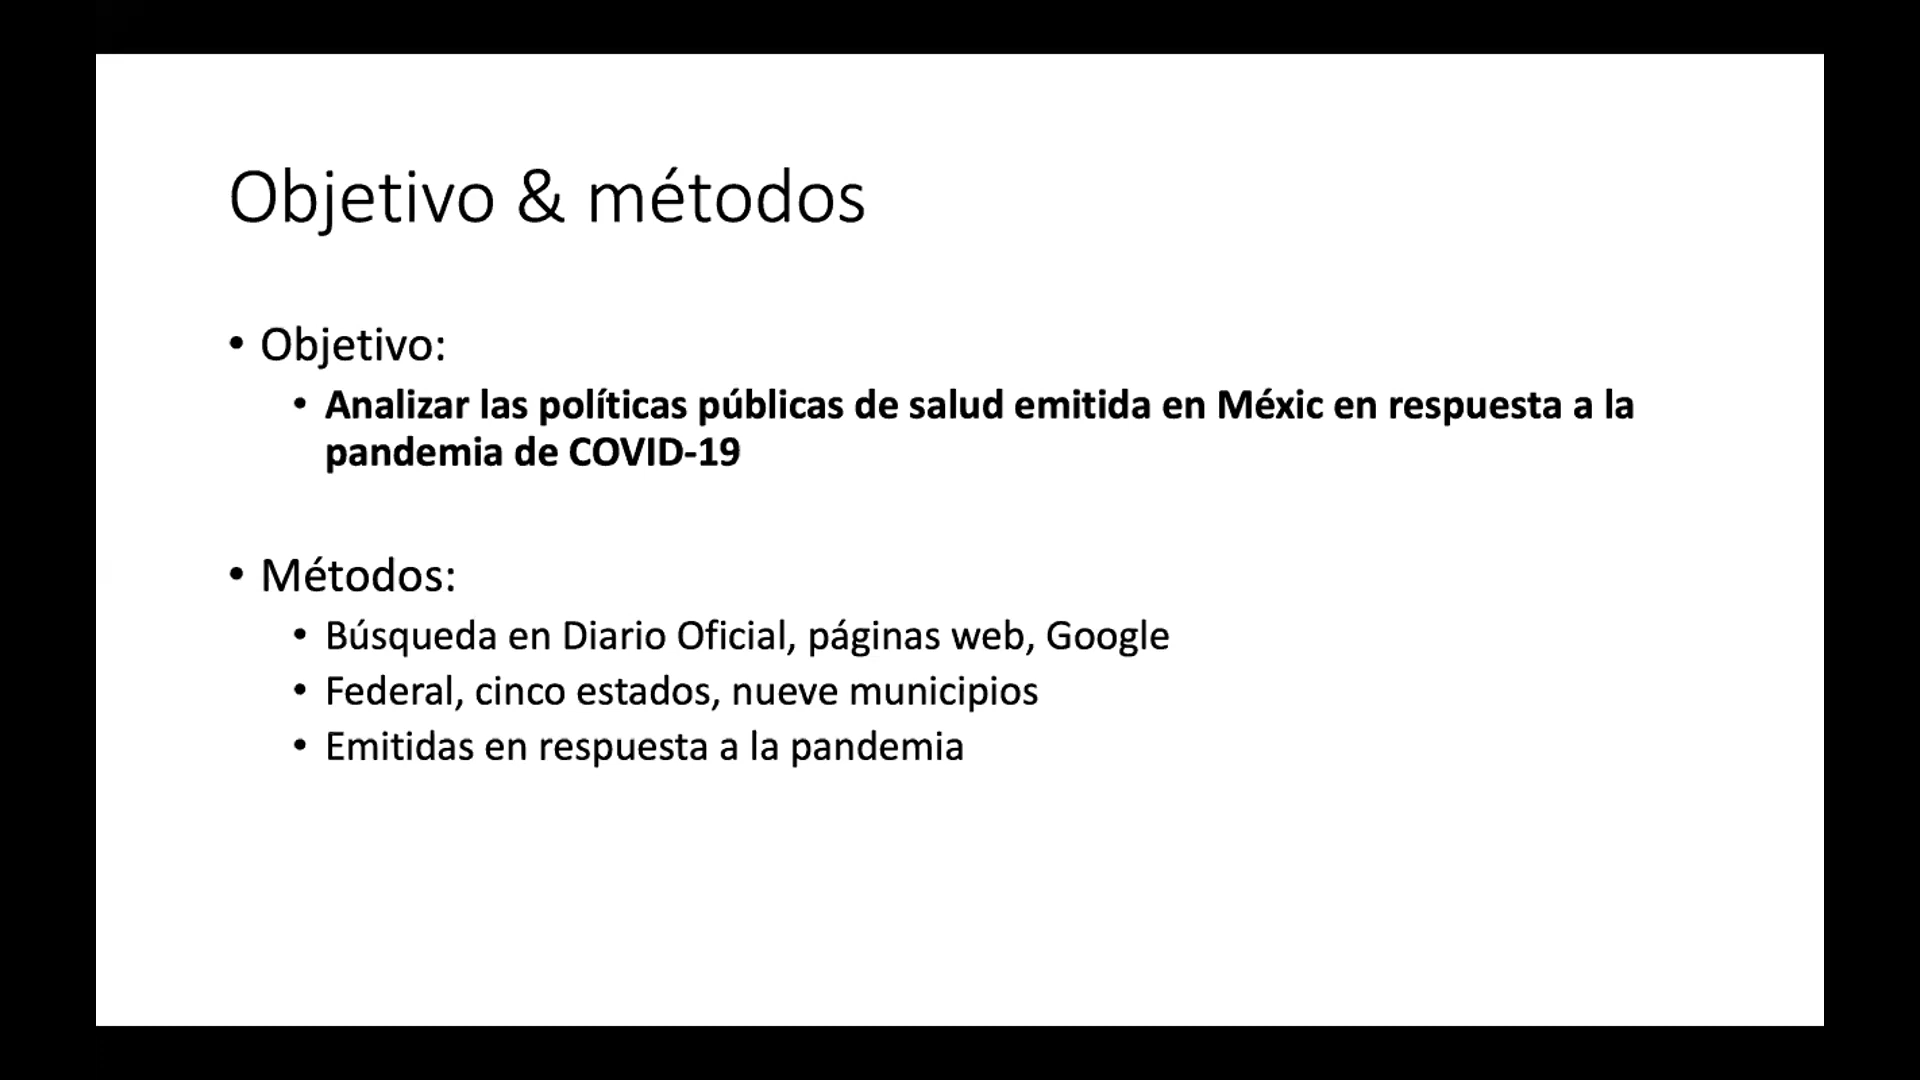 Objetivo & métodos
• Objetivo:
• Analizar las políticas públicas de salud emitida en Méxic en respuesta a la
pandemia de COVID-19
• Métodos:
• Búsqueda en Diario Oficial, páginas web, Google
• Federal, cinco estados, nueve municipios
• Emitidas en respuesta a la pandemia